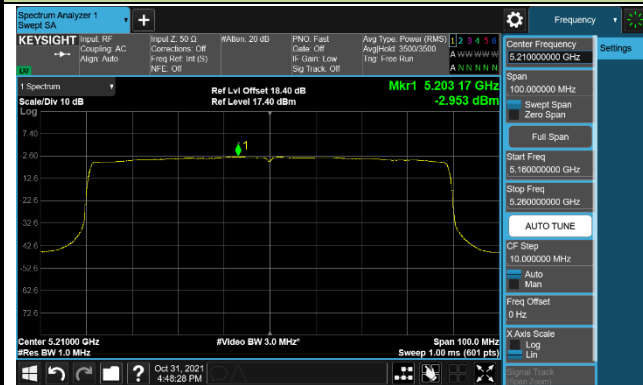 Spectrum Analyzer 1
Swept SA
Frequency
KEYSIGHT
Input: RF
Coupling: AC
Align: Auto
Input Z: 50 Ω
Corrections: Off
Freq Ref: Int (S)
NFE: Off
#Atten: 20 dB
PNO: Fast
Gate: Off
IF Gain: Low
Sig Track: Off
Avg Type: Power (RMS)
Avg|Hold: 3500/3500
Trig: Free Run
1 2 3 4 5 6
A W W W W W
A N N N N N
1 Spectrum
Scale/Div 10 dB
Log
Ref Lvl Offset 18.40 dB
Ref Level 17.40 dBm
Mkr1 5.203 17 GHz
-2.953 dBm
1
7.40
-2.60
-12.6
-22.6
-32.6
-42.6
-52.6
-62.6
-72.6
Center 5.21000 GHz
#Res BW 1.0 MHz
#Video BW 3.0 MHz*
Span 100.0 MHz
Sweep 1.00 ms (601 pts)
Center Frequency
5.210000000 GHz
Settings
Span
100.000000 MHz
Swept Span
Zero Span
Full Span
Start Freq
5.160000000 GHz
Stop Freq
5.260000000 GHz
AUTO TUNE
CF Step
10.000000 MHz
Auto
Man
Freq Offset
0 Hz
X Axis Scale
Log
Lin
Signal Track
(Span Zoom)
Oct 31, 2021
4:48:28 PM